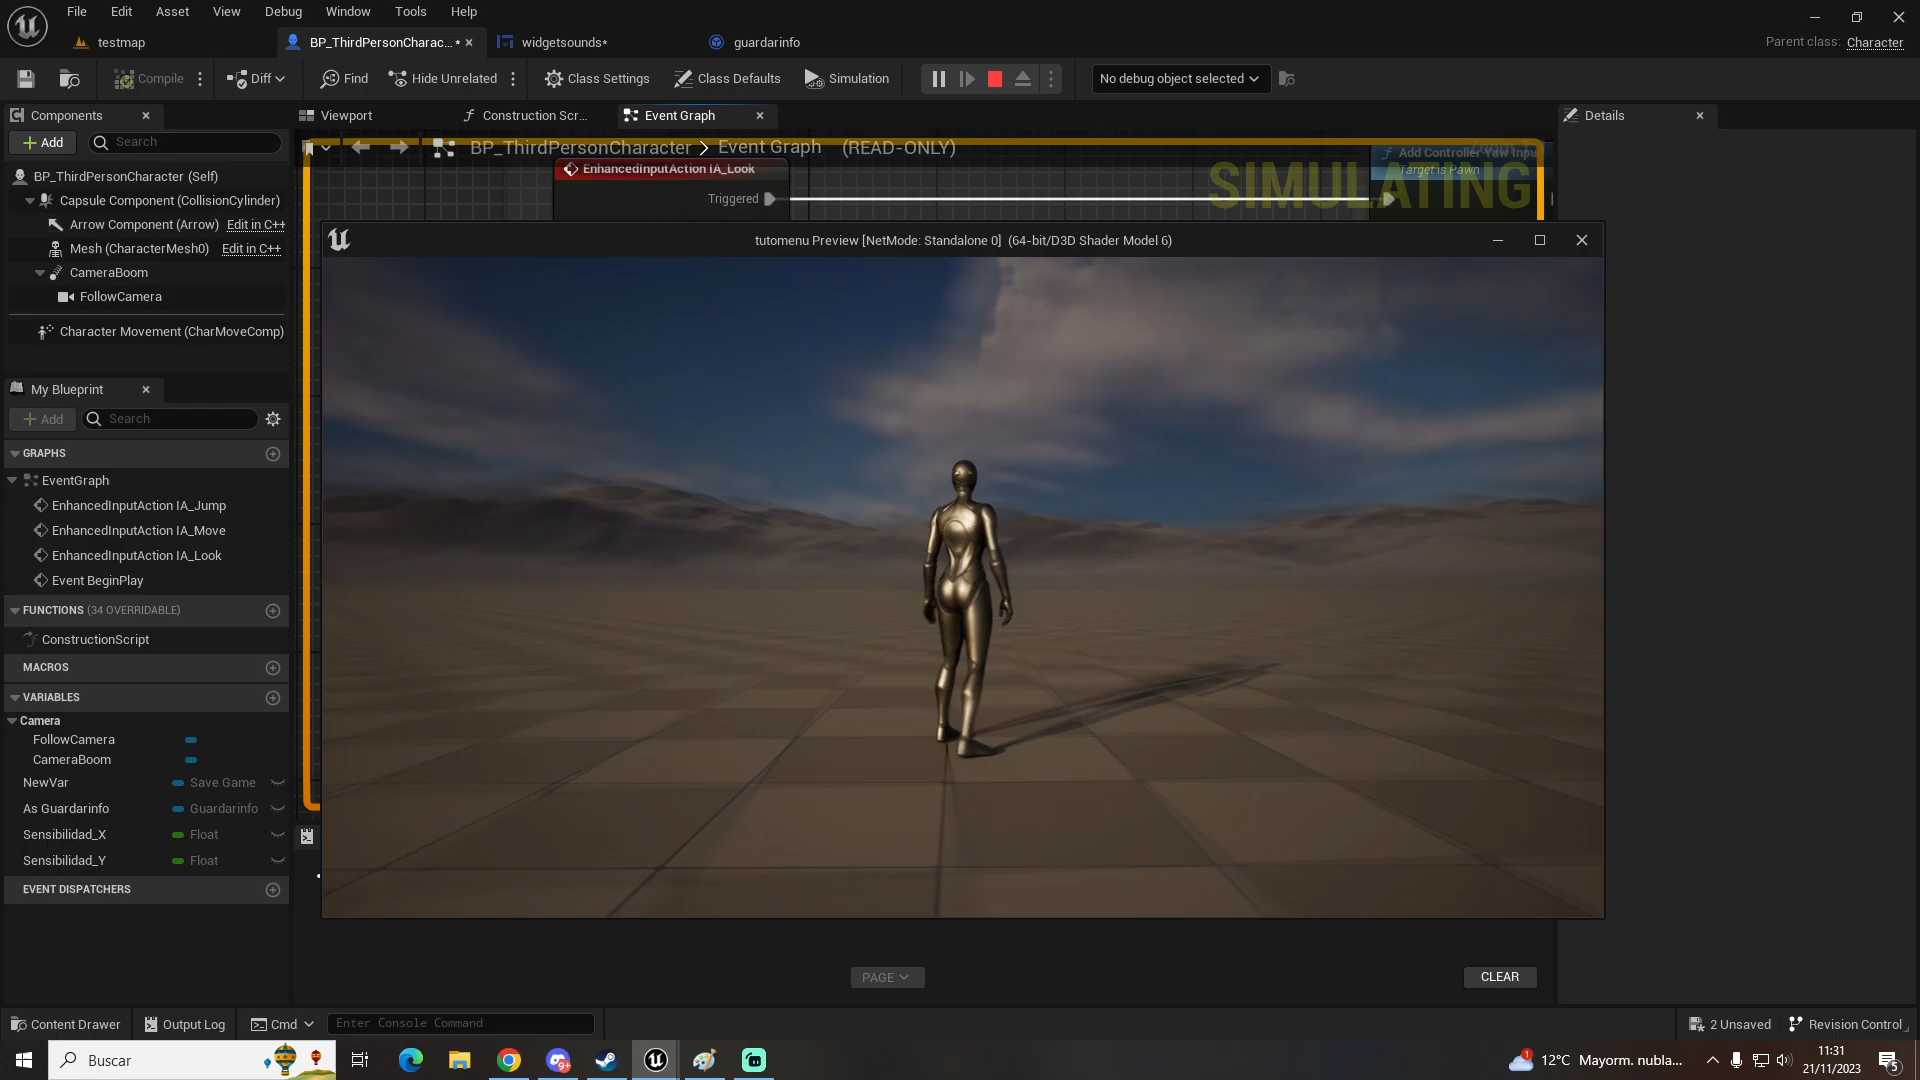 File Edit Asset View Debug Window Tools Help
testmap
BP_ThirdPersonCharac... *
widgetsounds*
guardarinfo
Parent class: Character
Compile
Diff
Find
Hide Unrelated
Class Settings
Class Defaults
Simulation
No debug object selected
Components
Viewport
Construction Scr...
Event Graph
Details
Add
Search
BP_ThirdPersonCharacter > Event Graph (READ-ONLY)
SIMULATING
EnhancedInputAction IA_Look
Triggered
Add Controller Yaw Inpu
Target is Pawn
BP_ThirdPersonCharacter (Self)
Capsule Component (CollisionCylinder)
Arrow Component (Arrow) Edit in C++
Mesh (CharacterMesh0) Edit in C++
CameraBoom
FollowCamera
Character Movement (CharMoveComp)
tutomenu Preview [NetMode: Standalone 0] (64-bit/D3D Shader Model 6)
My Blueprint
Add
Search
GRAPHS
EventGraph
EnhancedInputAction IA_Jump
EnhancedInputAction IA_Move
EnhancedInputAction IA_Look
Event BeginPlay
FUNCTIONS (34 OVERRIDABLE)
ConstructionScript
MACROS
VARIABLES
Camera
FollowCamera
CameraBoom
NewVar Save Game
As Guardarinfo Guardarinfo
Sensibilidad_X Float
Sensibilidad_Y Float
EVENT DISPATCHERS
PAGE
CLEAR
Content Drawer
Output Log
Cmd
Enter Console Command
2 Unsaved
Revision Control
Buscar
9+
1
12°C Mayorm. nubla...
11:31
21/11/2023
5